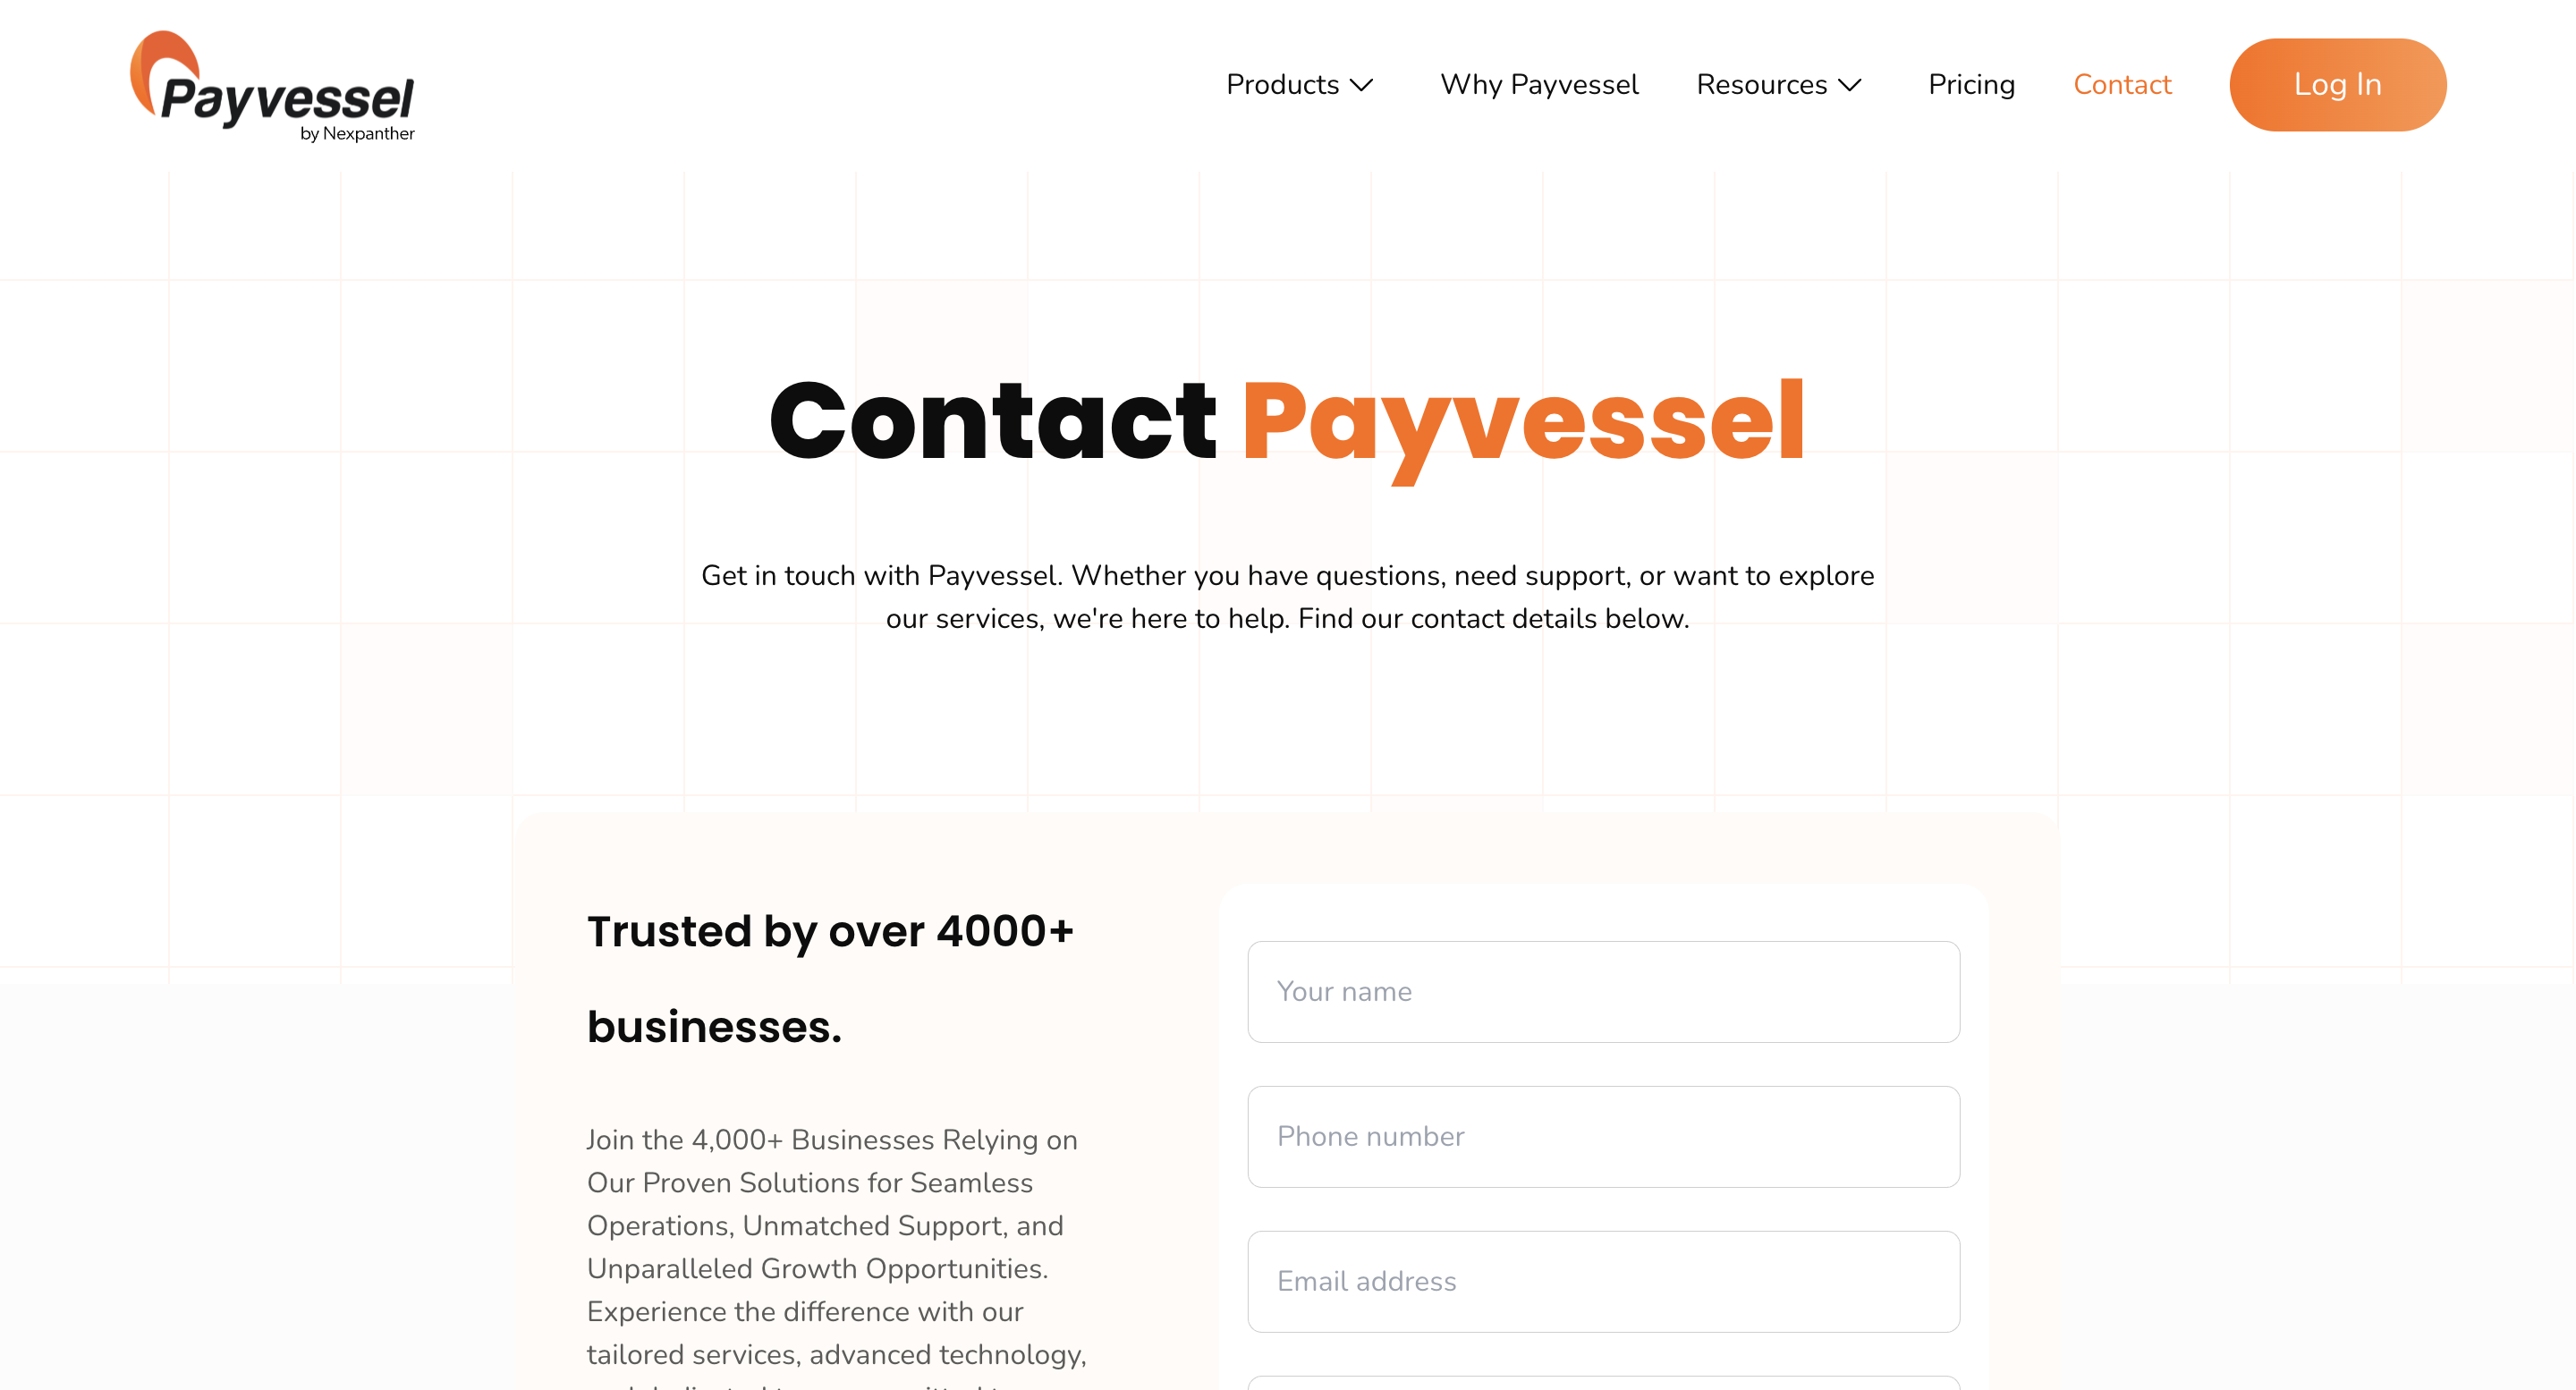 Payvessel
by Nexpanther
Products
Why Payvessel
Resources
Pricing
Contact
Log In
Contact Payvessel
Get in touch with Payvessel. Whether you have questions, need support, or want to explore
our services, we're here to help. Find our contact details below.
Trusted by over 4000+
businesses.
Join the 4,000+ Businesses Relying on
Our Proven Solutions for Seamless
Operations, Unmatched Support, and
Unparalleled Growth Opportunities.
Experience the difference with our
tailored services, advanced technology,
Your name
Phone number
Email address